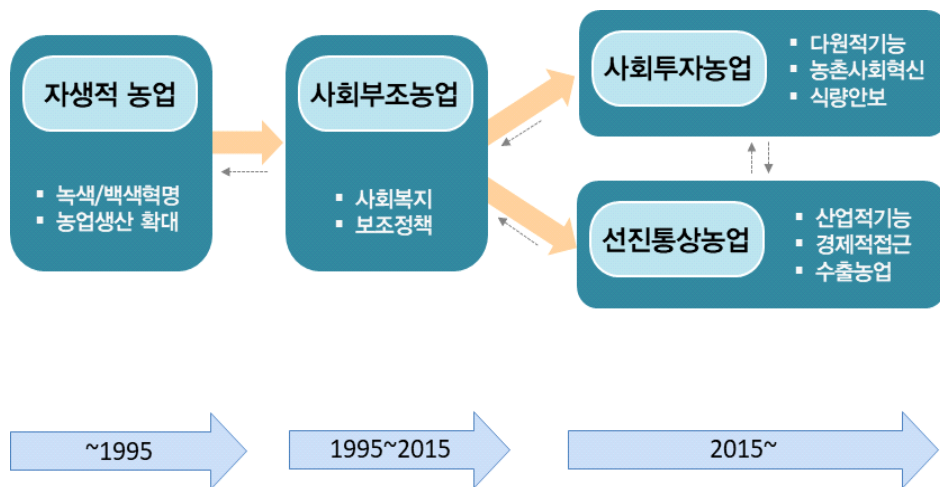 자생적 농업
▪ 녹색/백색혁명
▪ 농업생산 확대
사회부조농업
▪ 사회복지
▪ 보조정책
사회투자농업
▪ 다원적기능
▪ 농촌사회혁신
▪ 식량안보
선진통상농업
▪ 산업적기능
▪ 경제적접근
▪ 수출농업
~1995
1995~2015
2015~